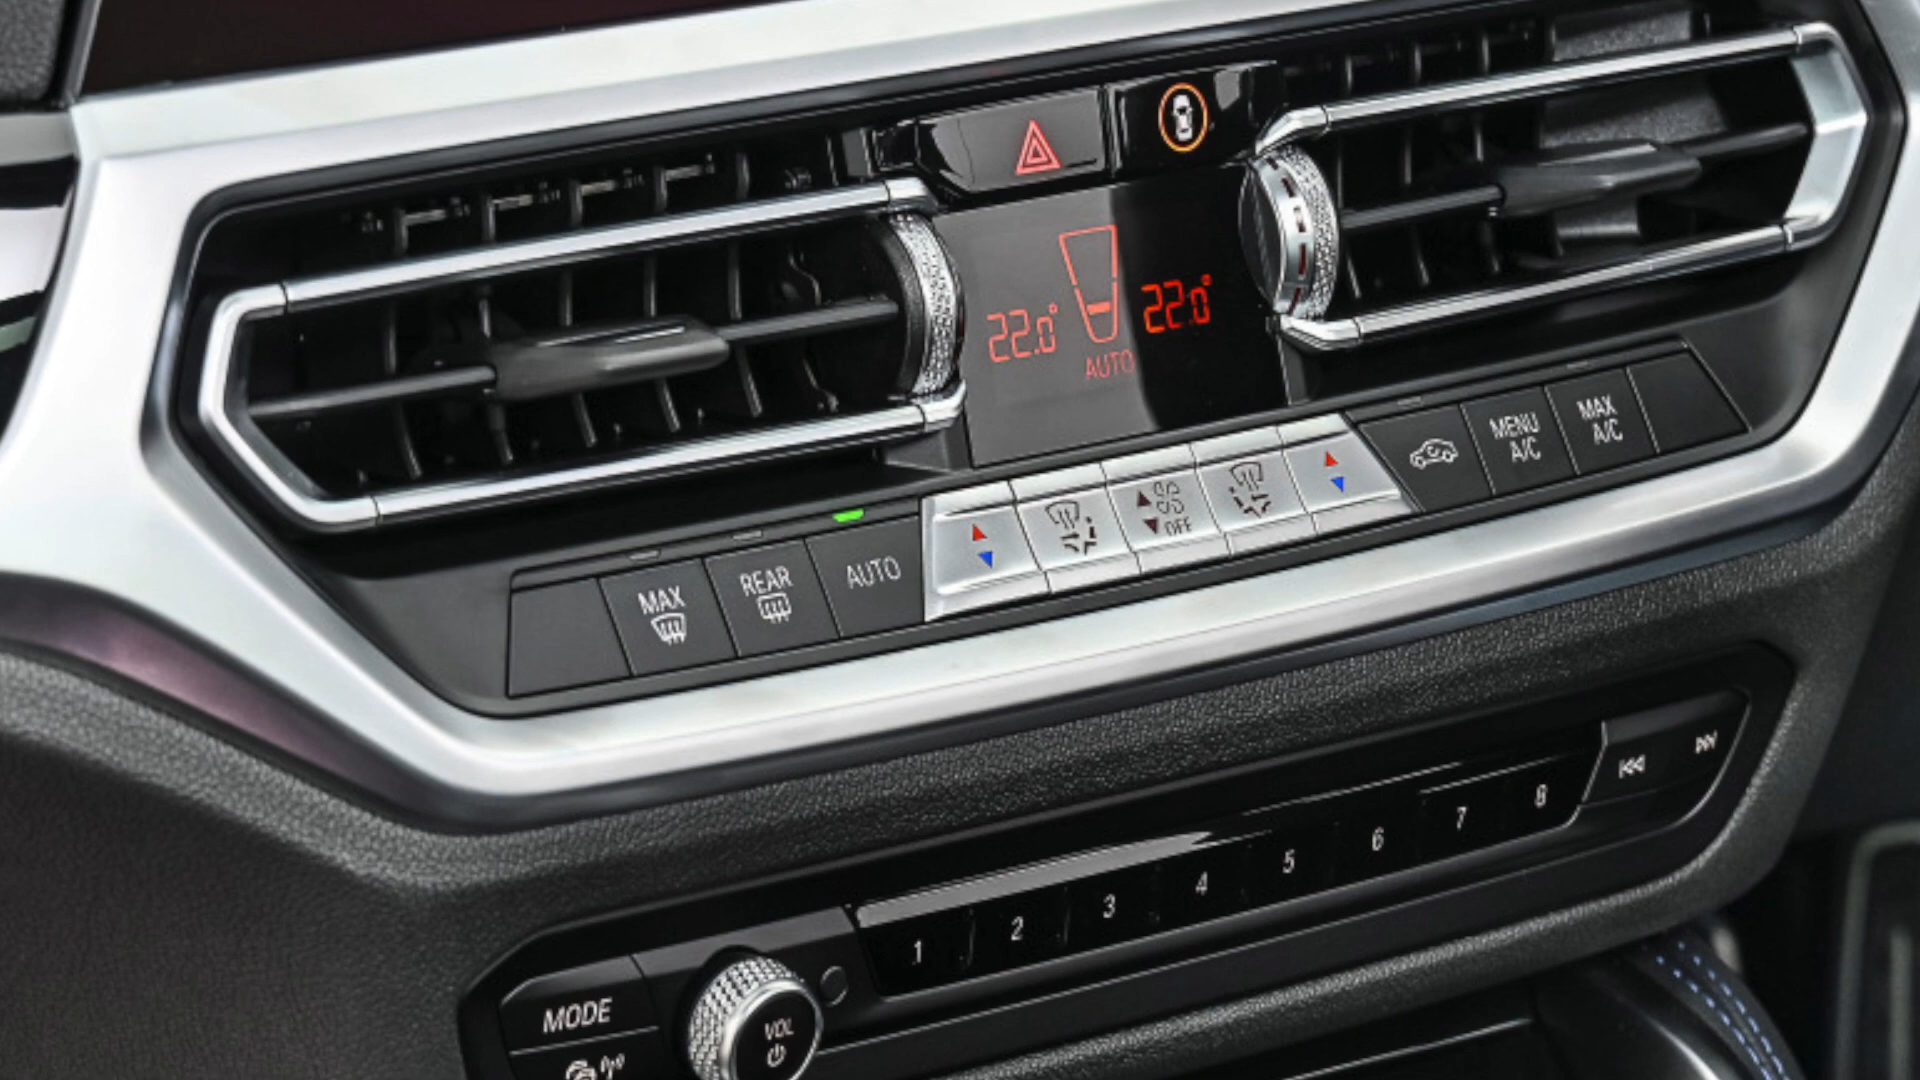 22.0°
22.0°
AUTO
MAX
REAR
AUTO
OFF
MENU
A/C
MAX
A/C
1
2
3
4
5
6
7
8
MODE
VOL